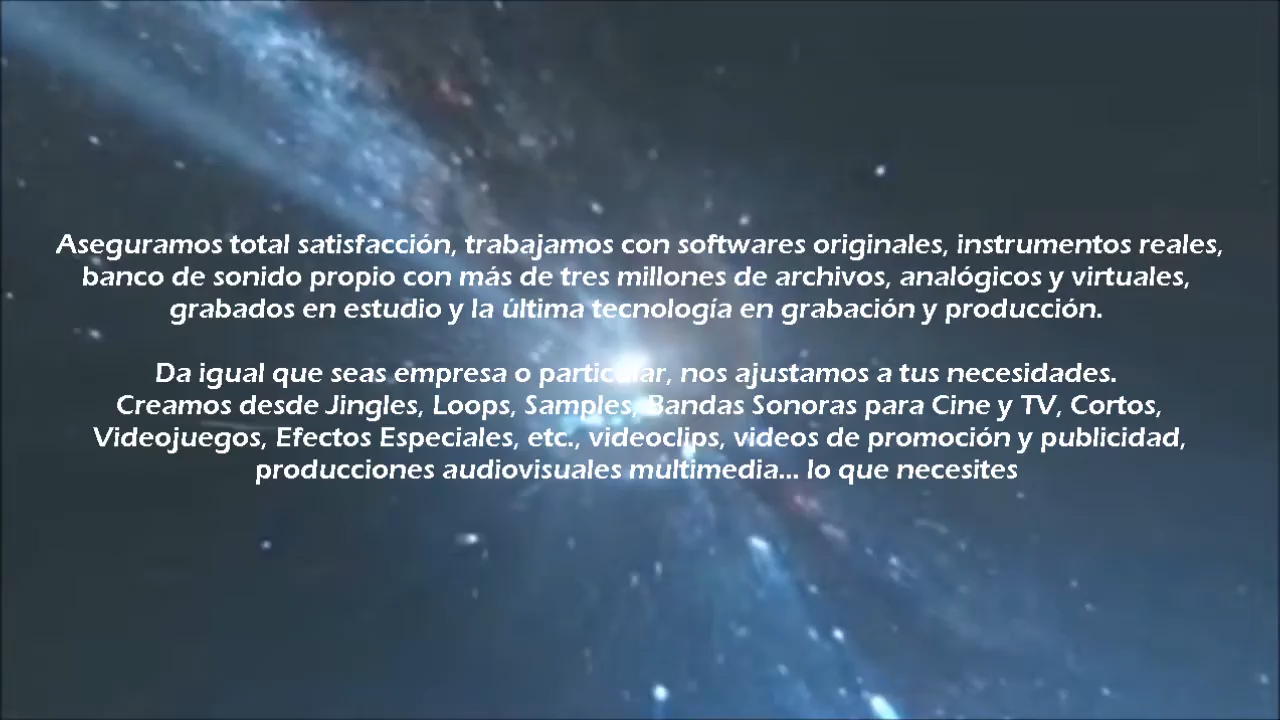 Aseguramos total satisfacción, trabajamos con softwares originales, instrumentos reales,
banco de sonido propio con más de tres millones de archivos, analógicos y virtuales,
grabados en estudio y la última tecnología en grabación y producción.
Da igual que seas empresa o particular, nos ajustamos a tus necesidades.
Creamos desde Jingles, Loops, Samples, Bandas Sonoras para Cine y TV, Cortos,
Videojuegos, Efectos Especiales, etc., videoclips, videos de promoción y publicidad,
producciones audiovisuales multimedia... lo que necesites